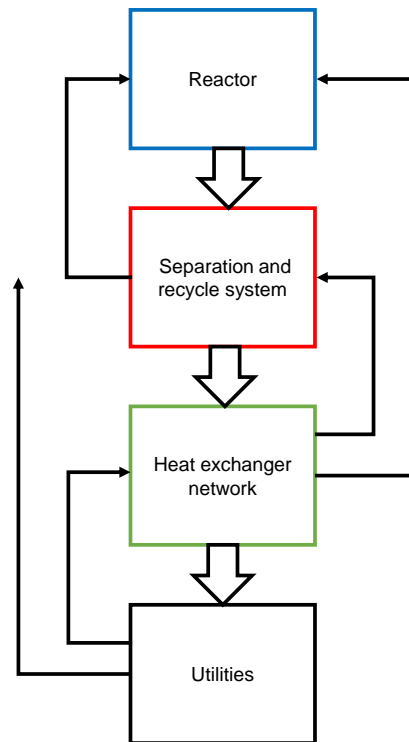 Reactor
Separation and
recycle system
Heat exchanger
network
Utilities